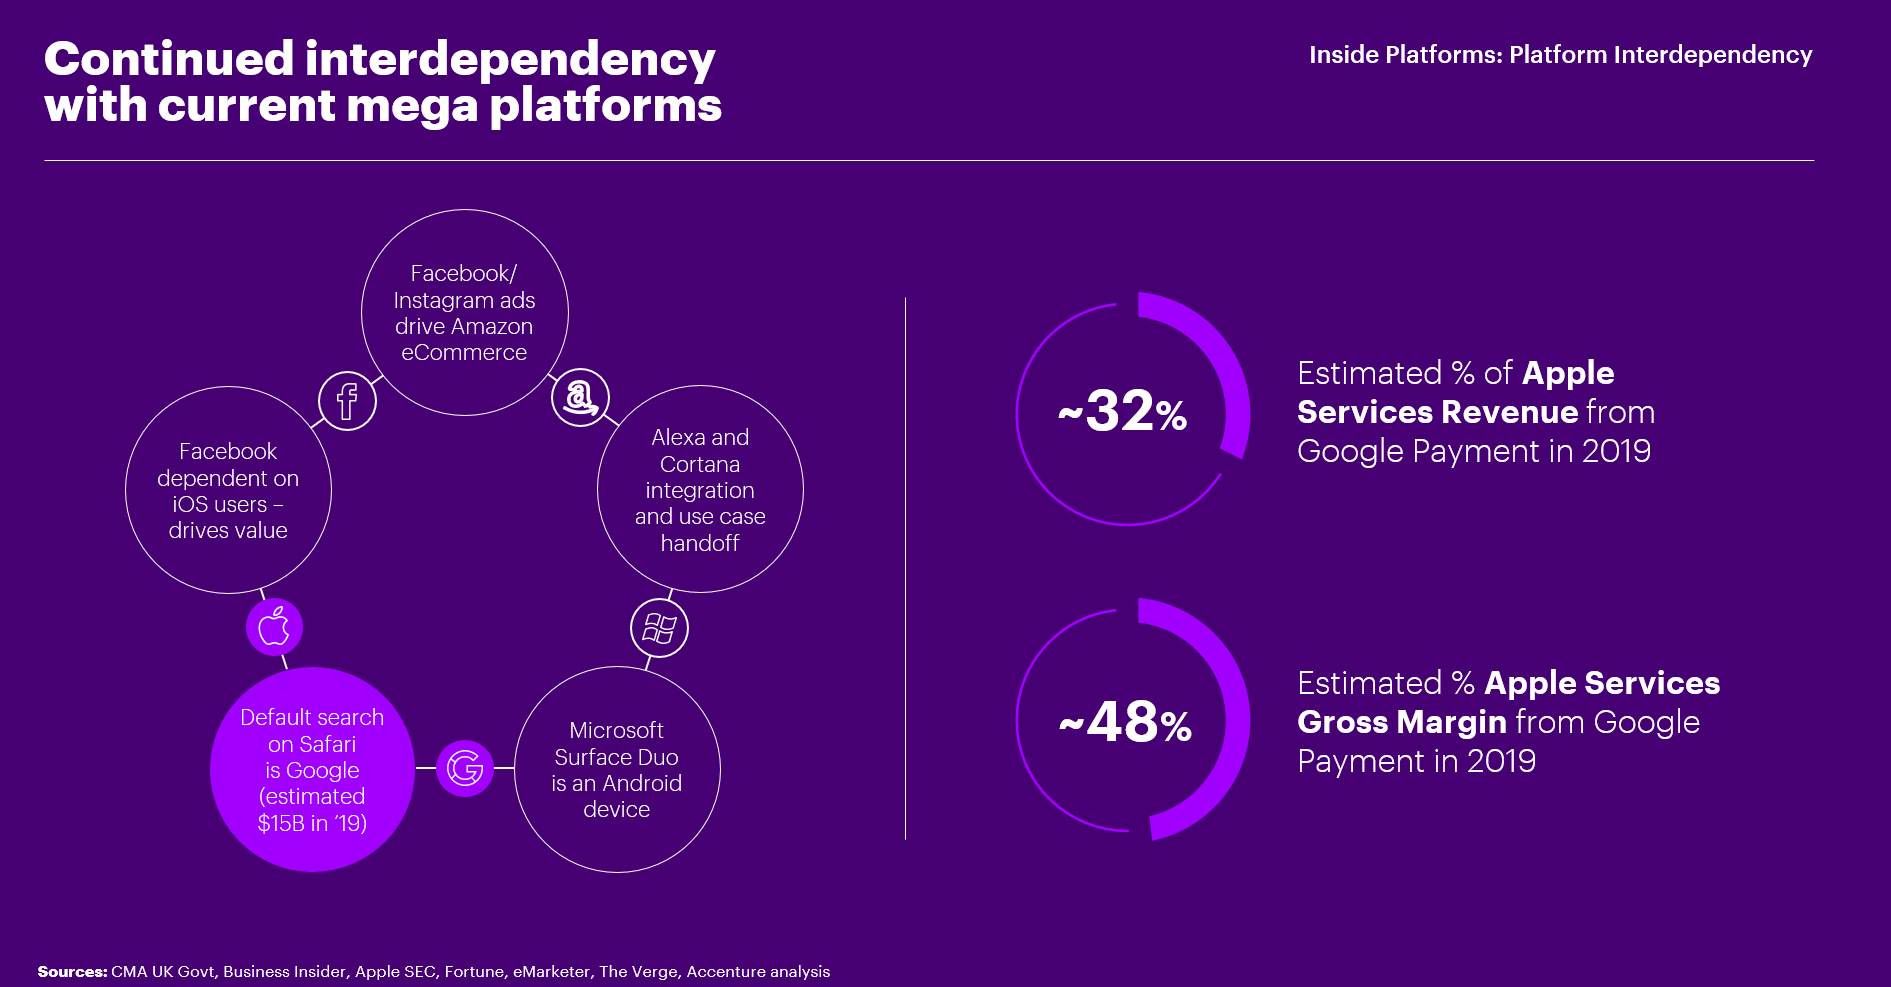 Continued interdependency
with current mega platforms
Inside Platforms: Platform Interdependency
Facebook/
Instagram ads
drive Amazon
eCommerce
Facebook
dependent on
iOS users –
drives value
Alexa and
Cortana
integration
and use case
handoff
Default search
on Safari
is Google
(estimated
$15B in ’19)
Microsoft
Surface Duo
is an Android
device
~32%
Estimated % of Apple
Services Revenue from
Google Payment in 2019
~48%
Estimated % Apple Services
Gross Margin from Google
Payment in 2019
Sources: CMA UK Govt, Business Insider, Apple SEC, Fortune, eMarketer, The Verge, Accenture analysis